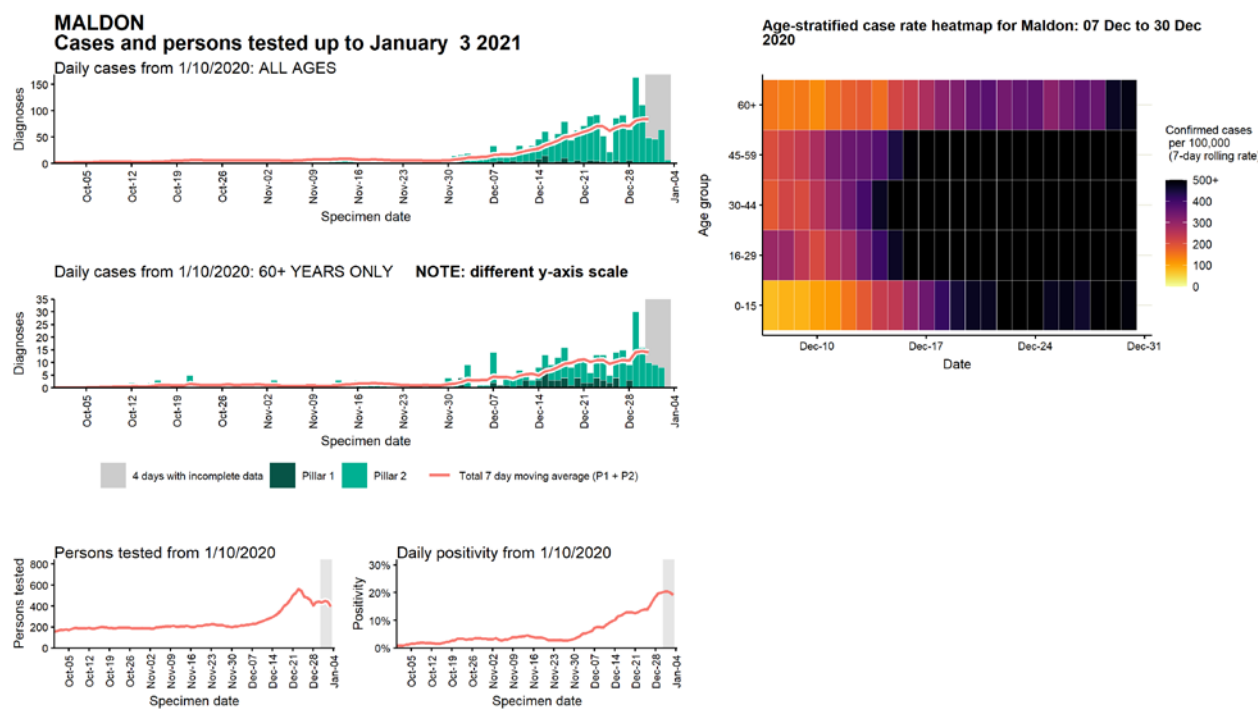 MALDON
Cases and persons tested up to January 3 2021
Daily cases from 1/10/2020: ALL AGES
Diagnoses
150
100
50
0
Oct-05
Oct-12
Oct-19
Oct-26
Nov-02
Nov-09
Nov-16
Nov-23
Nov-30
Dec-07
Dec-14
Dec-21
Dec-28
Jan-04
Specimen date
Daily cases from 1/10/2020: 60+ YEARS ONLY NOTE: different y-axis scale
Diagnoses
35
30
25
20
15
10
5
0
Oct-05
Oct-12
Oct-19
Oct-26
Nov-02
Nov-09
Nov-16
Nov-23
Nov-30
Dec-07
Dec-14
Dec-21
Dec-28
Jan-04
Specimen date
4 days with incomplete data Pillar 1 Pillar 2 Total 7 day moving average (P1 + P2)
Persons tested from 1/10/2020
Persons tested
800
600
400
200
0
Oct-05
Oct-12
Oct-19
Oct-26
Nov-02
Nov-09
Nov-16
Nov-23
Nov-30
Dec-07
Dec-14
Dec-21
Dec-28
Jan-04
Specimen date
Daily positivity from 1/10/2020
Positivity
30%
20%
10%
0%
Oct-05
Oct-12
Oct-19
Oct-26
Nov-02
Nov-09
Nov-16
Nov-23
Nov-30
Dec-07
Dec-14
Dec-21
Dec-28
Jan-04
Specimen date
Age-stratified case rate heatmap for Maldon: 07 Dec to 30 Dec
2020
Age group
60+
45-59
30-44
16-29
0-15
Dec-10
Dec-17
Dec-24
Dec-31
Date
Confirmed cases
per 100,000
(7-day rolling rate)
500+
400
300
200
100
0